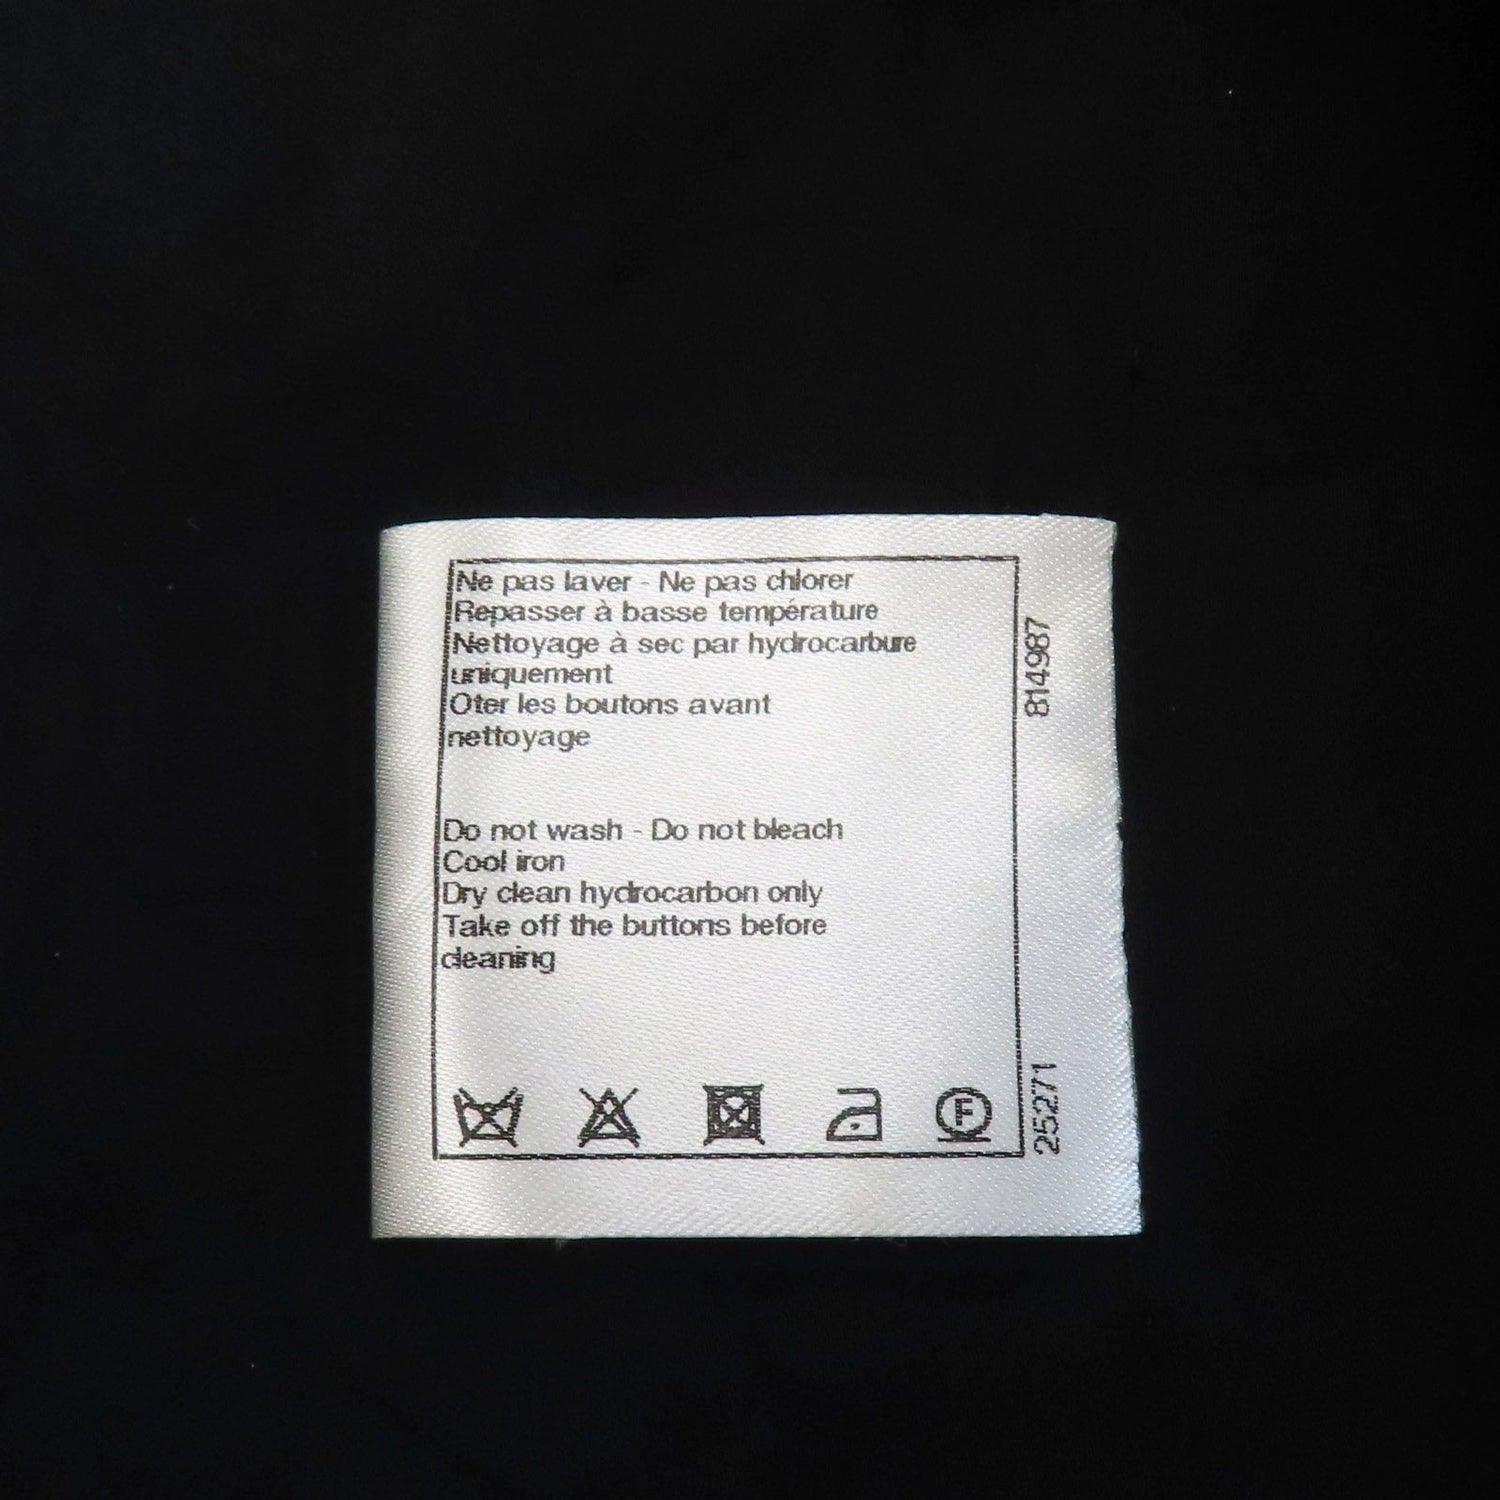 Ne pas laver - Ne pas chlorer
Repasser à basse température
Nettoyage à sec par hydrocarbure
uniquement
Oter les boutons avant
nettoyage
Do not wash - Do not bleach
Cool iron
Dry clean hydrocarbon only
Take off the buttons before
cleaning
F
814987
25271